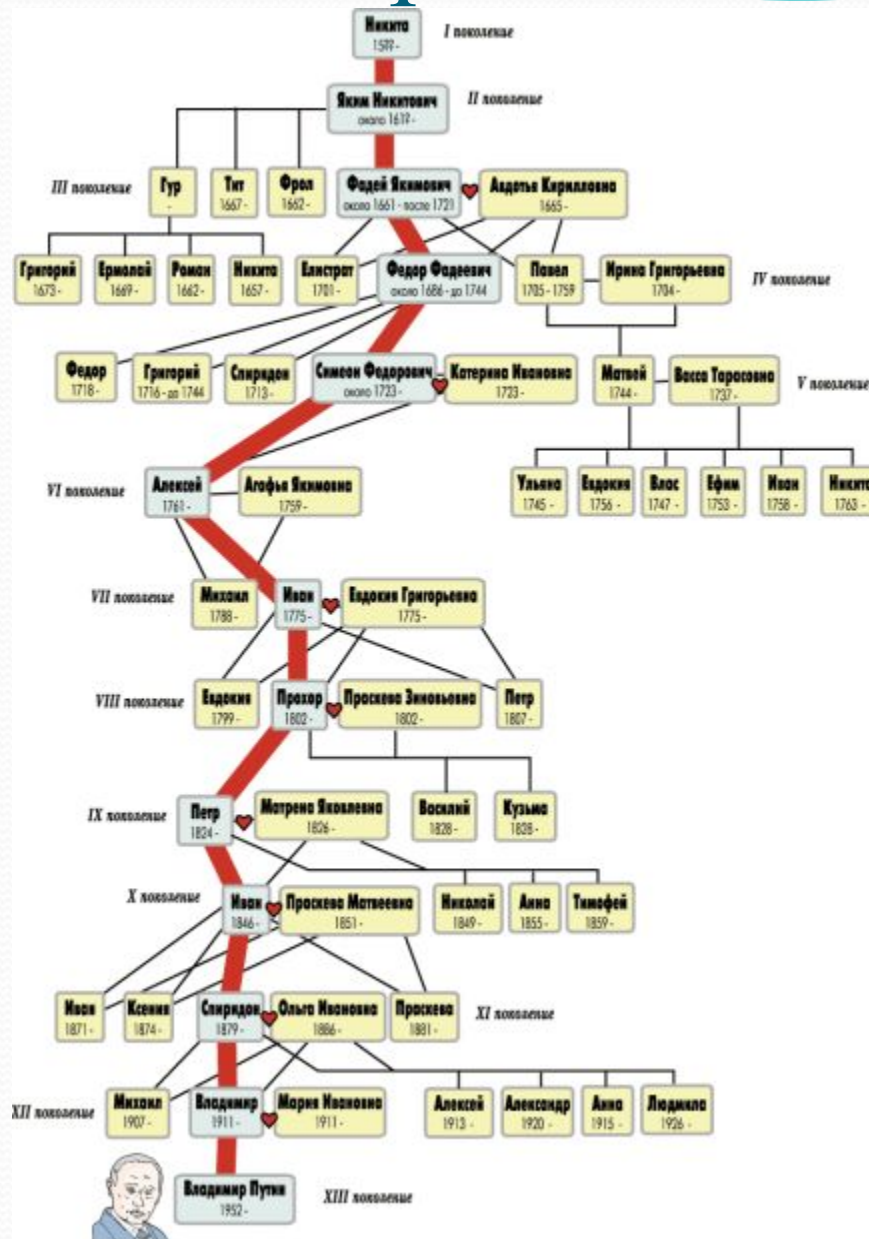 Никита
I поколение
Яким Никитович
II поколение
III поколение
Гур
-
Тит
1667 -
Фрол
1662 -
Фадей Якимович
около 1661 - после 1721
Авдотья Кирилловна
1665 -
Григорий
1673 -
Ермолай
1669 -
Роман
1662 -
Никита
1657 -
Елистрат
1701 -
Федор Фадеевич
около 1686 - до 1744
Павел
1705 - 1759
Ирина Григорьевна
1704 -
IV поколение
Федор
1718 -
Григорий
1716 - до 1744
Спиридон
1713 -
Симеон Федорович
около 1723 -
Катерина Ивановна
1723 -
Матвей
1744 -
Васса Тарасовна
1737 -
V поколение
VI поколение
Алексей
1761 -
Агафья Якимовна
1759 -
Ульяна
1745 -
Евдокия
1756 -
Влас
1747 -
Ефим
1753 -
Иван
1758 -
Никита
1763 -
VII поколение
Михаил
1788 -
Иван
1775 -
Евдокия Григорьевна
1775 -
VIII поколение
Евдокия
1799 -
Прохор
1802 -
Праскева Зиновьевна
1802 -
Петр
1807 -
IX поколение
Петр
1824 -
Матрена Яковлевна
1826 -
Василий
1828 -
Кузьма
1828 -
X поколение
Иван
1846 -
Праскева Матвеевна
1851 -
Николай
1849 -
Анна
1855 -
Тимофей
1859 -
Иван
1871 -
Ксения
1874 -
Спиридон
1879 -
Ольга Ивановна
1886 -
Праскева
1881 -
XI поколение
XII поколение
Михаил
1907 -
Владимир
1911 -
Мария Ивановна
1911 -
Алексей
1913 -
Александр
1920 -
Анна
1915 -
Людмила
1926 -
Владимир Путин
1952 -
XIII поколение